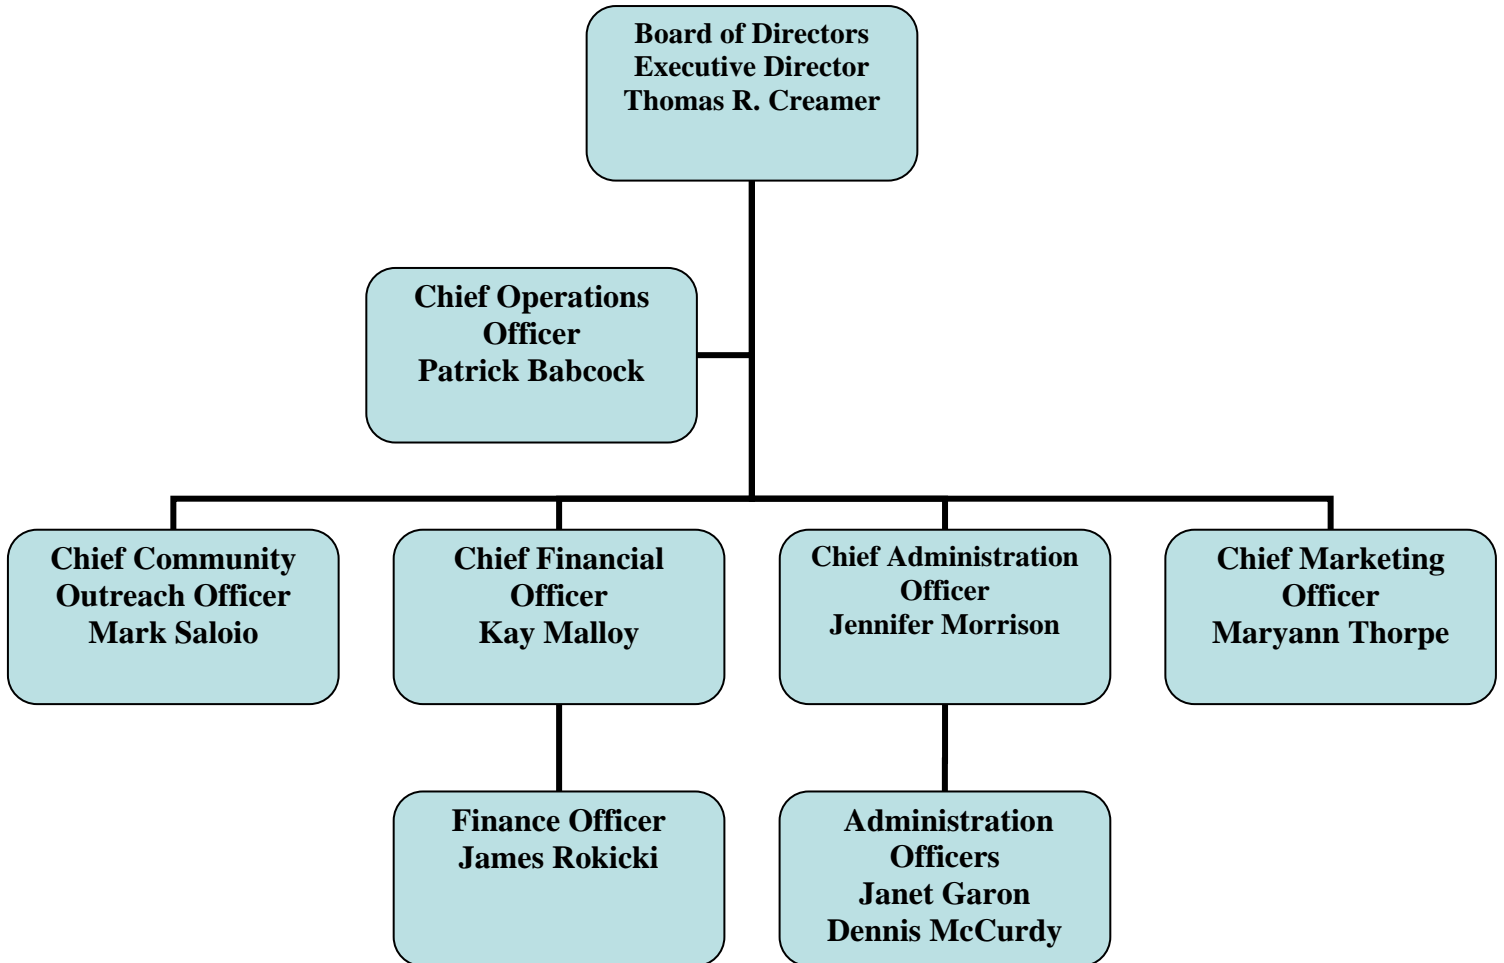 Board of Directors
Executive Director
Thomas R. Creamer
Chief Operations
Officer
Patrick Babcock
Chief Community
Outreach Officer
Mark Saloio
Chief Financial
Officer
Kay Malloy
Chief Administration
Officer
Jennifer Morrison
Chief Marketing
Officer
Maryann Thorpe
Finance Officer
James Rokicki
Administration
Officers
Janet Garon
Dennis McCurdy